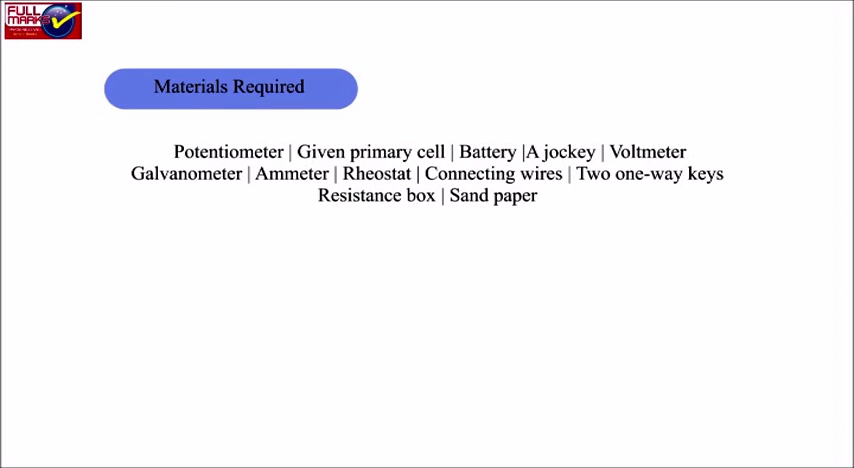 FULL
MARKS
Materials Required
Potentiometer | Given primary cell | Battery |A jockey | Voltmeter
Galvanometer | Ammeter | Rheostat | Connecting wires | Two one-way keys
Resistance box | Sand paper